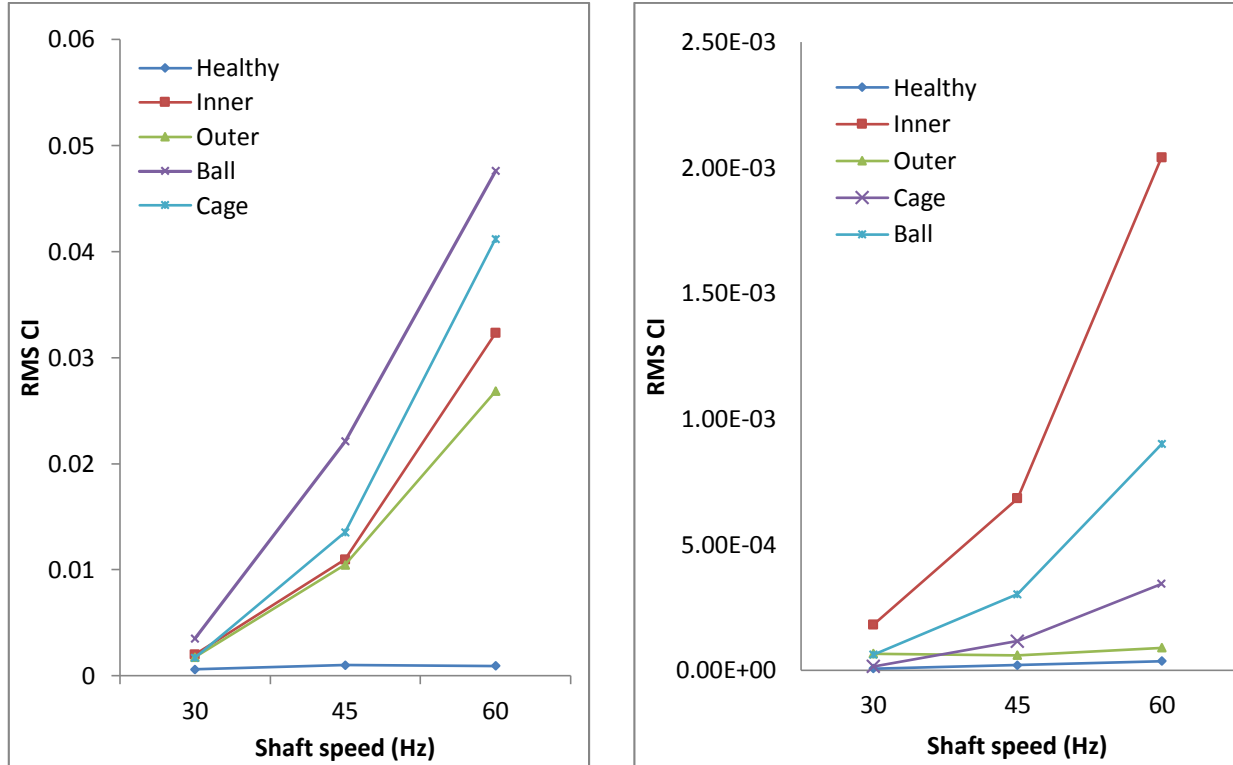 0.06
0.05
0.04
0.03
0.02
0.01
0
RMS CI
Healthy
Inner
Outer
Ball
Cage
30
45
60
Shaft speed (Hz)
2.50E-03
2.00E-03
1.50E-03
1.00E-03
5.00E-04
0.00E+00
RMS CI
Healthy
Inner
Outer
Cage
Ball
30
45
60
Shaft speed (Hz)